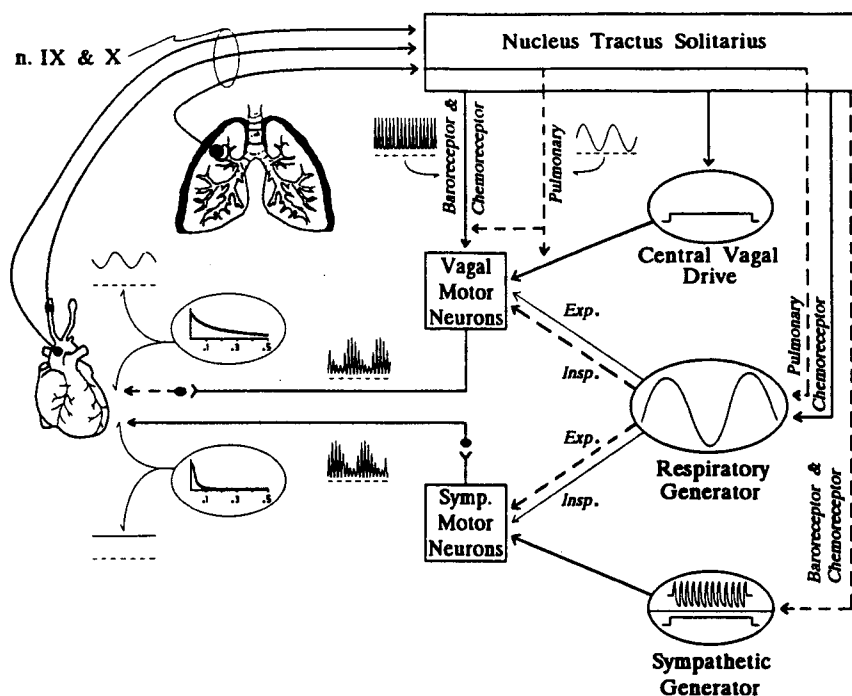 Nucleus Tractus Solitarius
n. IX & X
Baroreceptor &
Chemoreceptor
Pulmonary
Central Vagal
Drive
Vagal
Motor
Neurons
Exp.
Insp.
Pulmonary
Chemoreceptor
.1 .3 .5
Respiratory
Generator
Exp.
Insp.
.1 .3 .5
Symp.
Motor
Neurons
Baroreceptor &
Chemoreceptor
Sympathetic
Generator